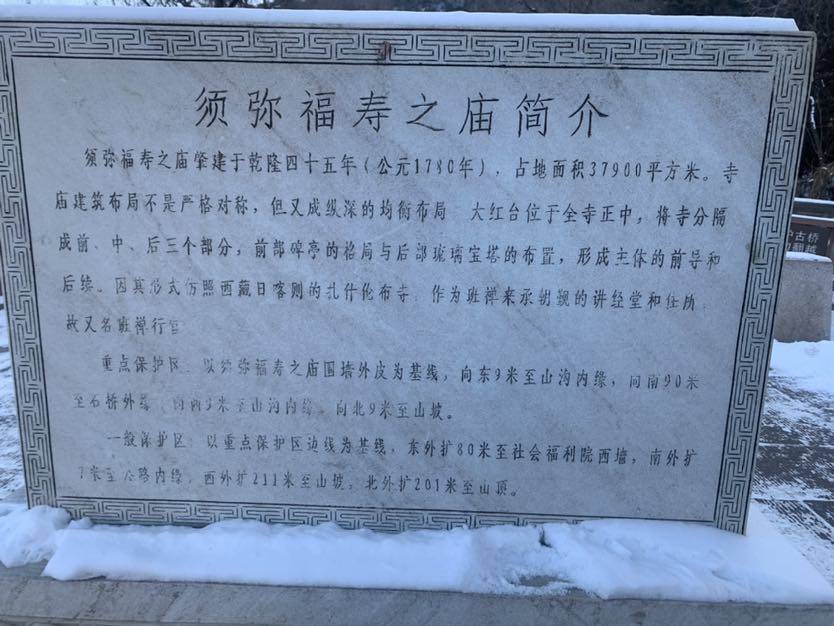 须弥福寿之庙简介
须弥福寿之庙肇建于乾隆四十五年(公元1780年),占地面积37900平方米。寺
庙建筑布局不是严格对称,但又成纵深的均衡布局 大红台位于全寺正中,将寺分隔
成前、中、后三个部分,前部碑亭的格局与后部琉璃宝塔的布置,形成主体的前导和
后续。因其形式仿照西藏日喀则的扎什伦布寺,作为班禅来承朝觐的讲经堂和住所,
故又名班禅行宫
重点保护区 以须弥福寿之庙围墙外皮为基线,向东9米至山沟内缘,向南90米
至石桥外缘,向西 米至山沟内缘。向北9米至山坡。
一般保护区 以重点保护区边线为基线,东外扩80米至社会福利院西墙,南外扩
7米至公路内缘,西外扩211米至山坡,北外扩201米至山顶。
古桥